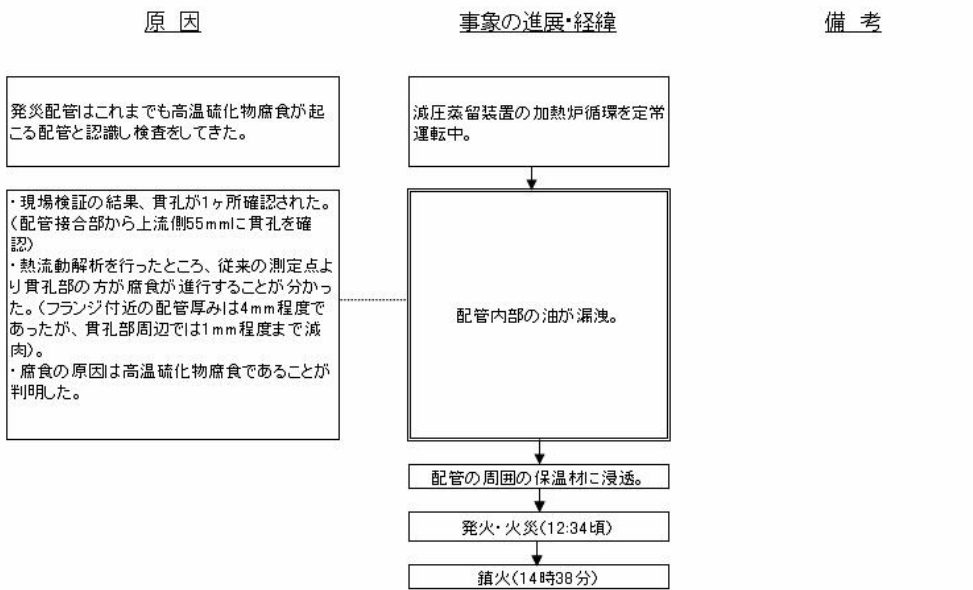 原 因
事象の進展・経緯
備 考
発災配管はこれまでも高温硫化物腐食が起
こる配管と認識し検査をしてきた。
減圧蒸留装置の加熱炉循環を定常
運転中。
・現場検証の結果、貫孔が1ヶ所確認された。
(配管接合部から上流側55mmに貫孔を確
認)
・熱流動解析を行ったところ、従来の測定点よ
り貫孔部の方が腐食が進行することが分かっ
た。(フランジ付近の配管厚みは4mm程度で
あったが、貫孔部周辺では1mm程度まで減
肉)。
・腐食の原因は高温硫化物腐食であることが
判明した。
配管内部の油が漏洩。
配管の周囲の保温材に浸透。
発火・火災(12:34頃)
鎮火(14時38分)